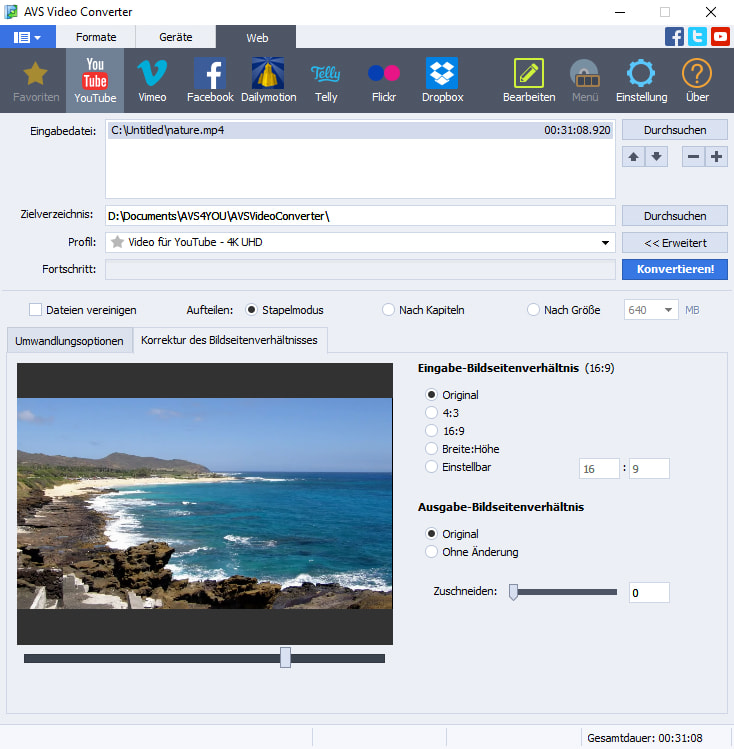 AVS Video Converter
Formate Geräte Web
Favoriten YouTube Vimeo Facebook Dailymotion Telly Flickr Dropbox Bearbeiten Menü Einstellung Über
Eingabedatei: C:\Untitled\nature.mp4 00:31:08.920 Durchsuchen
Zielverzeichnis: D:\Documents\AVS4YOU\AVSVideoConverter\ Durchsuchen
Profil: Video für YouTube - 4K UHD << Erweitert
Fortschritt: Konvertieren!
Dateien vereinigen Aufteilen: Stapelmodus Nach Kapiteln Nach Größe 640 MB
Umwandlungsoptionen Korrektur des Bildseitenverhältnisses
Eingabe-Bildseitenverhältnis (16:9)
Original
4:3
16:9
Breite:Höhe
Einstellbar 16 : 9
Ausgabe-Bildseitenverhältnis
Original
Ohne Änderung
Zuschneiden: 0
Gesamtdauer: 00:31:08